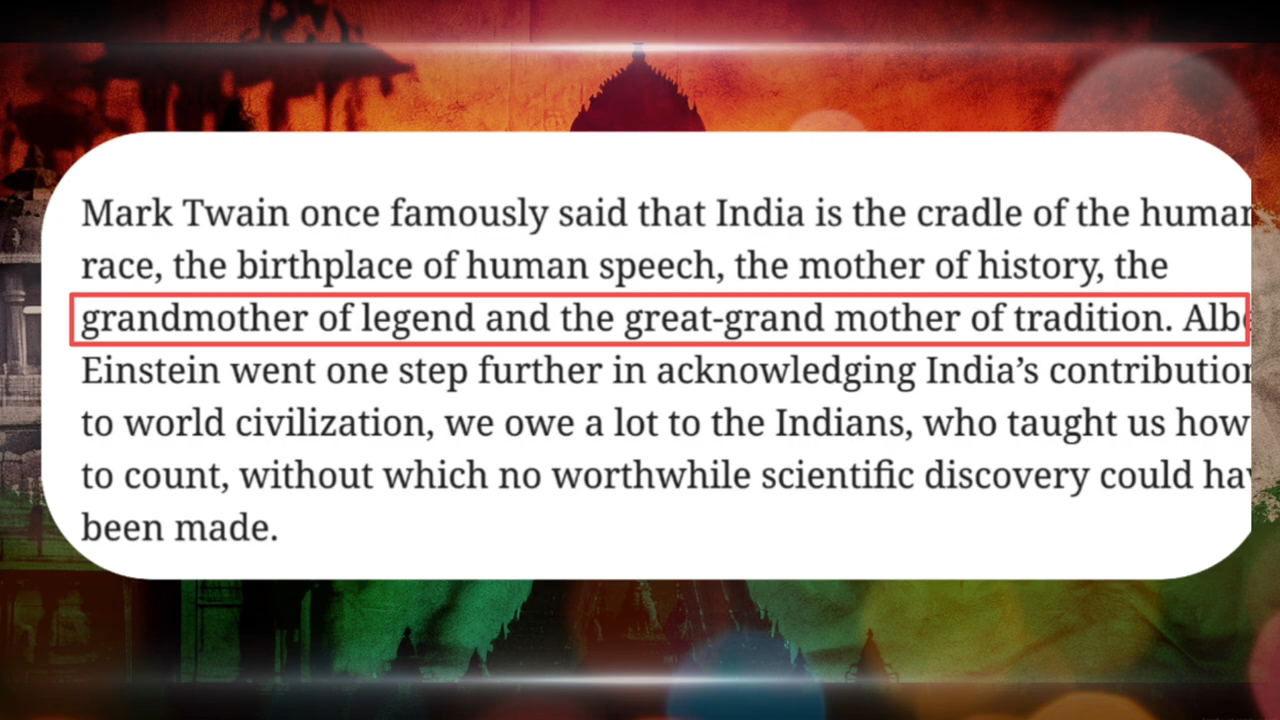 Mark Twain once famously said that India is the cradle of the human
race, the birthplace of human speech, the mother of history, the
grandmother of legend and the great-grand mother of tradition. Albe
Einstein went one step further in acknowledging India’s contribution
to world civilization, we owe a lot to the Indians, who taught us how
to count, without which no worthwhile scientific discovery could hav
been made.